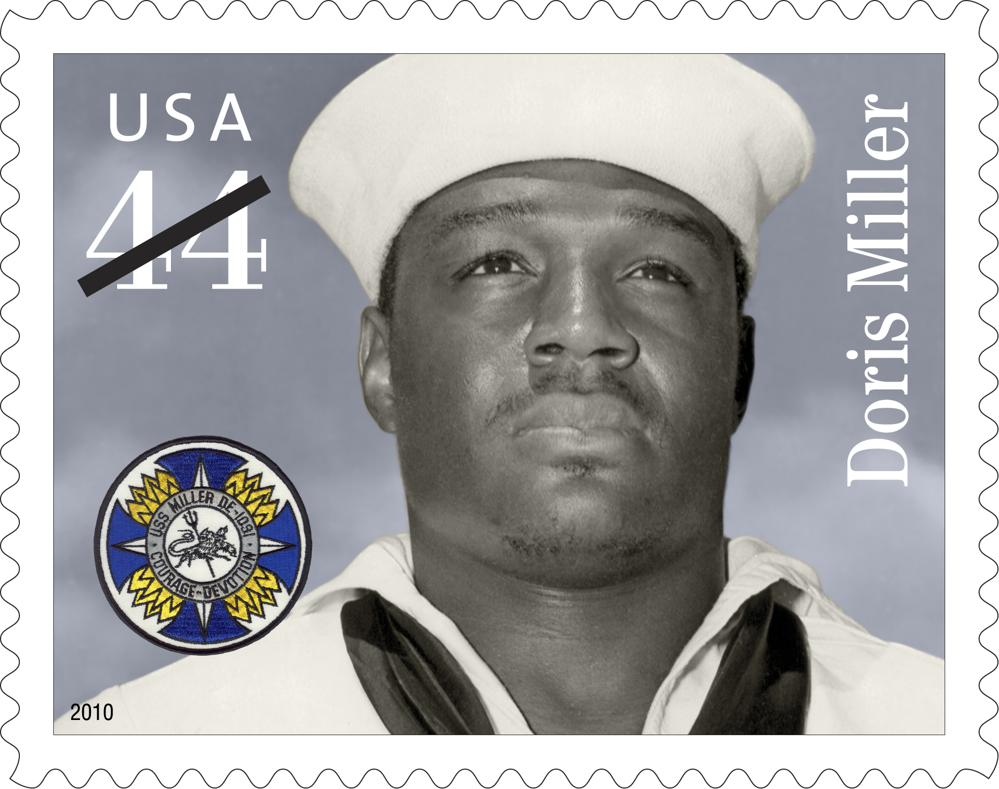 USA
44
Doris Miller
USS MILLER DE-1091
COURAGE-DEVOTION
2010